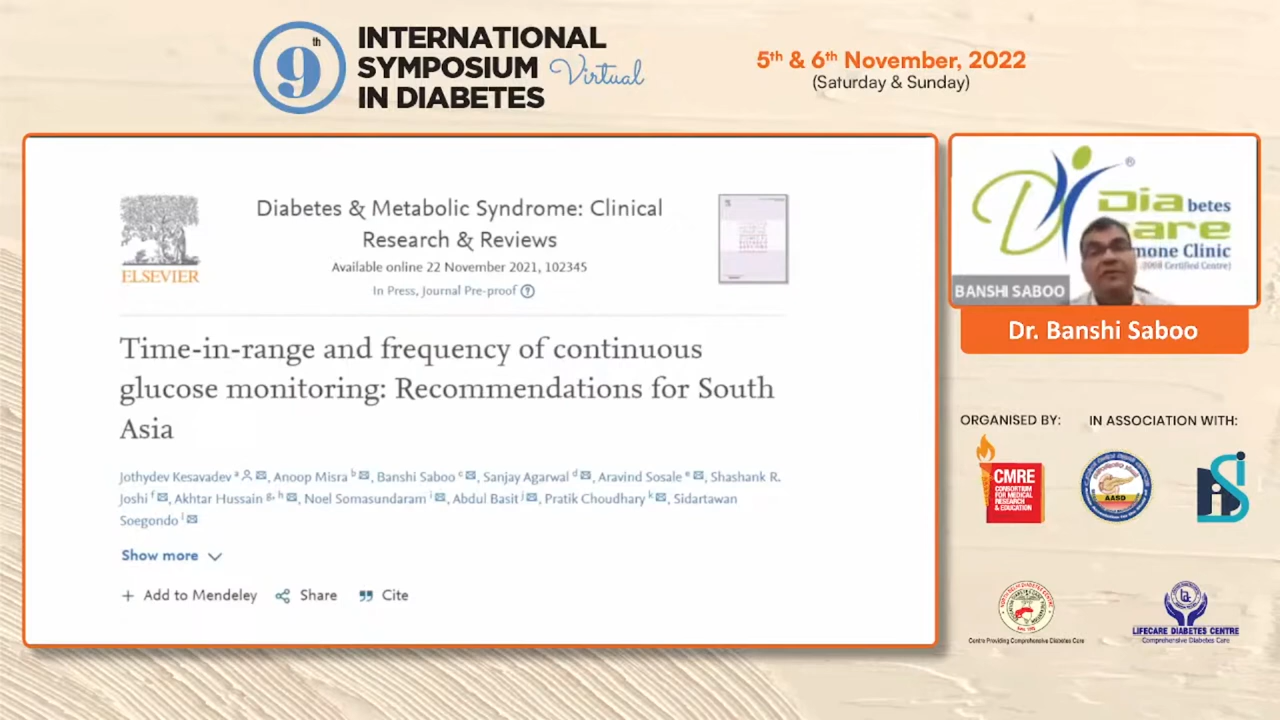 9th
INTERNATIONAL
SYMPOSIUM Virtual
IN DIABETES
5th & 6th November, 2022
(Saturday & Sunday)
ELSEVIER
Diabetes & Metabolic Syndrome: Clinical
Research & Reviews
Available online 22 November 2021, 102345
In Press, Journal Pre-proof ?
Time-in-range and frequency of continuous
glucose monitoring: Recommendations for South
Asia
Jothydev Kesavadev a, Anoop Misra b, Banshi Saboo c, Sanjay Agarwal d, Aravind Sosale e, Shashank R.
Joshi f, Akhtar Hussain g, h, Noel Somasundaram i, Abdul Basit j, Pratik Choudhary k, Sidartawan
Soegondo l
Show more
+ Add to Mendeley Share Cite
D
®
Diabetes
are
mone Clinic
Certified Centre)
BANSHI SABOO
Dr. Banshi Saboo
ORGANISED BY: IN ASSOCIATION WITH:
CMRE
CONSORTIUM
FOR MEDICAL
RESEARCH
& EDUCATION
AASD
Centre Providing Comprehensive Diabetes Care
LIFECARE DIABETES CENTRE
Comprehensive Diabetes Care